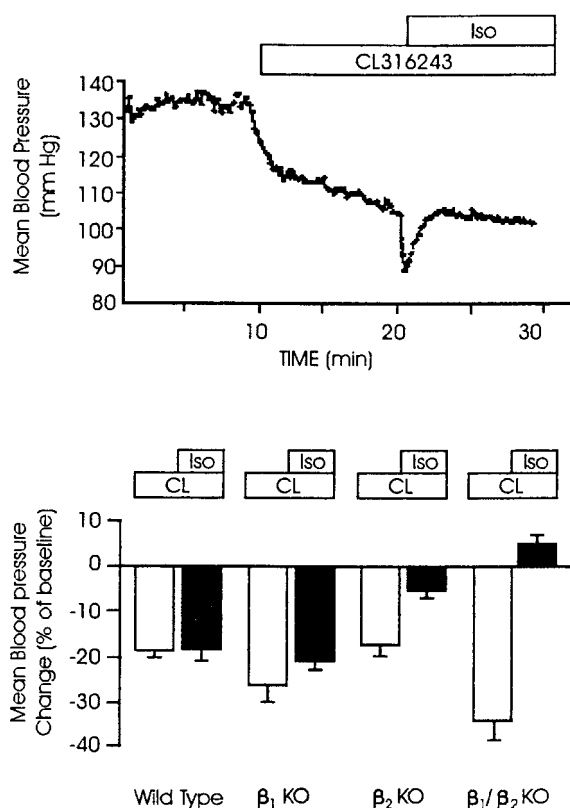 Iso
CL316243
Mean Blood Pressure
(mm Hg)
140
130
120
110
100
90
80
10
20
30
TIME (min)
Iso
Iso
Iso
Iso
CL
CL
CL
CL
Mean Blood pressure
Change (% of baseline)
10
0
-10
-20
-30
-40
Wild Type
β₁ KO
β₂ KO
β₁/β₂ KO